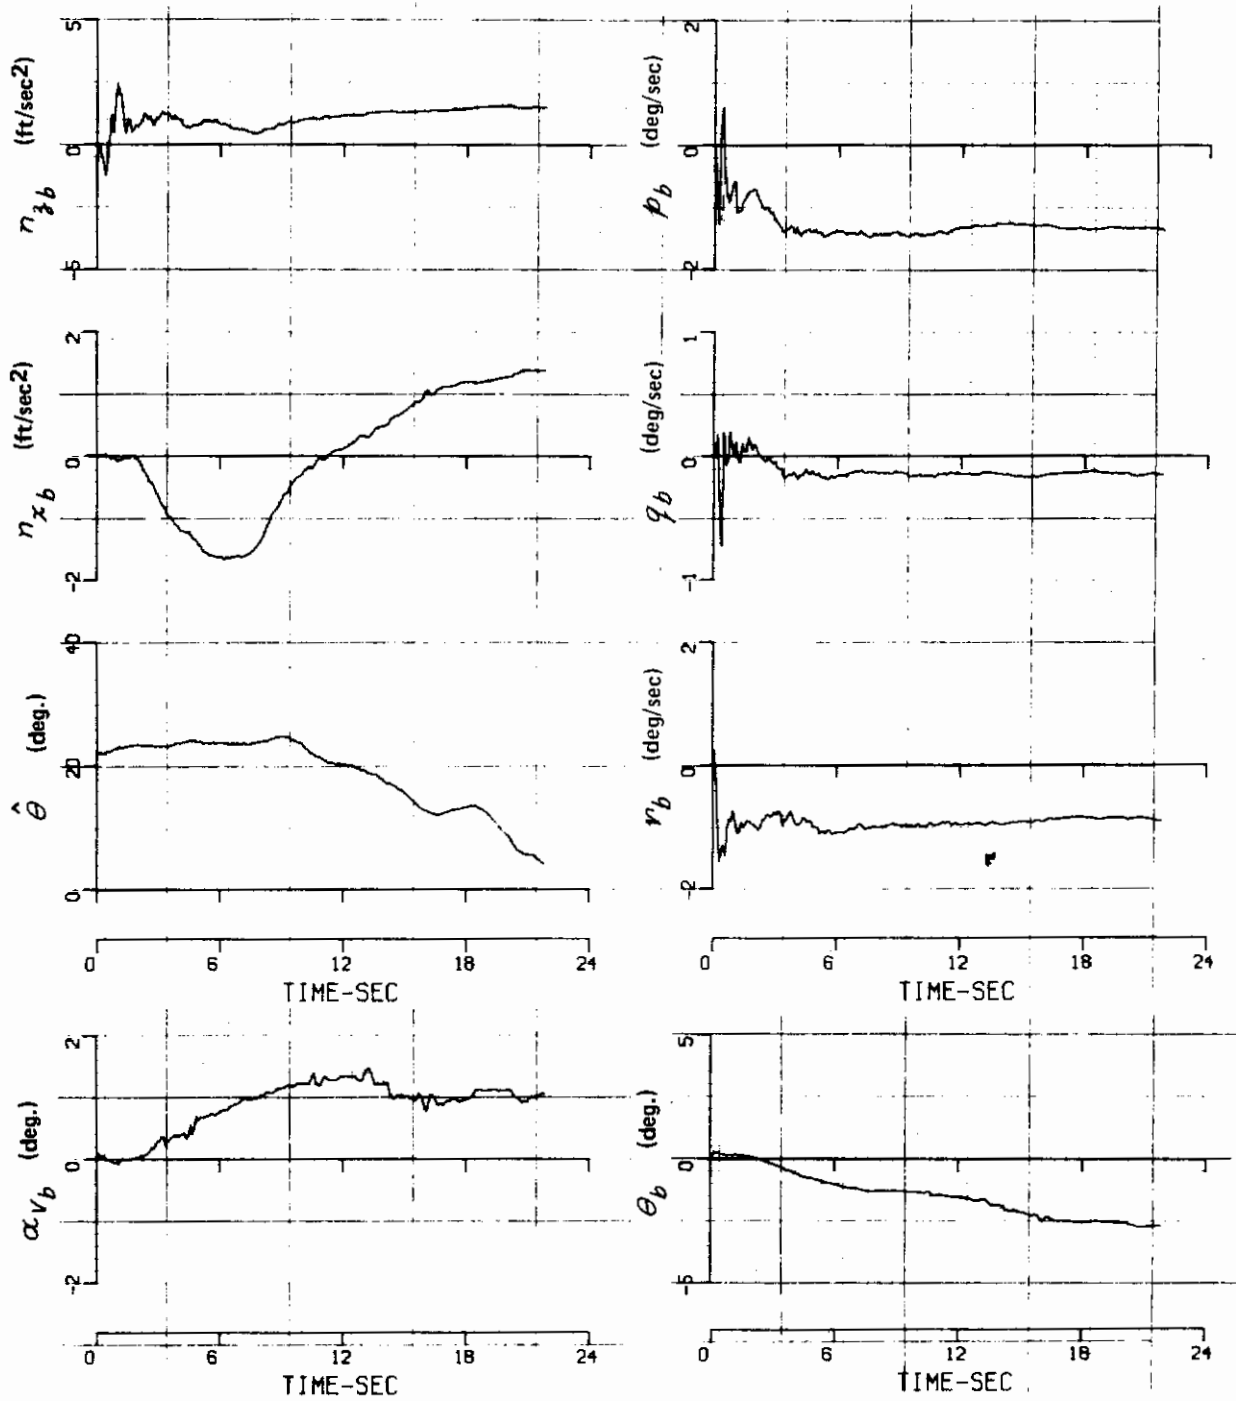 5
0
-5
n_z_b (ft/sec2)
2
0
-2
n_x_b (ft/sec2)
40
20
0
θ̂ (deg.)
0 6 12 18 24
TIME-SEC
2
0
-2
α_v_b (deg.)
0 6 12 18 24
TIME-SEC
2
0
-2
p_b (deg/sec)
1
0
-1
q_b (deg/sec)
2
0
-2
r_b (deg/sec)
0 6 12 18 24
TIME-SEC
5
0
-5
θ_b (deg.)
0 6 12 18 24
TIME-SEC